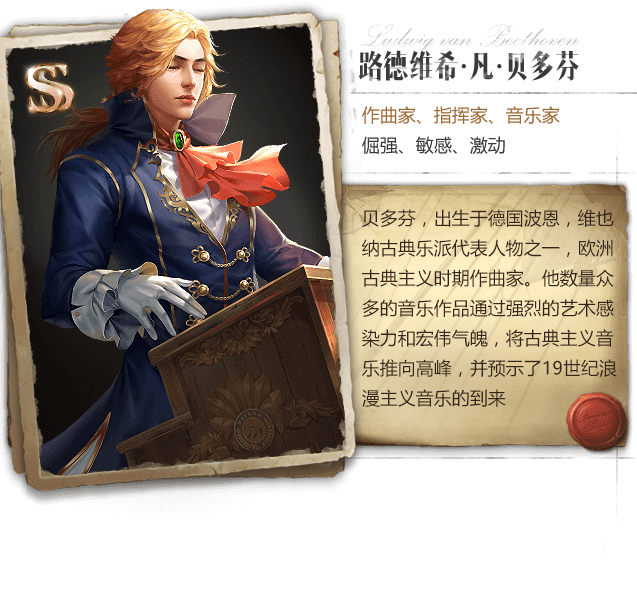 S
Ludwig van Beethoven
路德维希·凡·贝多芬
作曲家、指挥家、音乐家
倔强、敏感、激动
贝多芬，出生于德国波恩，维也
纳古典乐派代表人物之一，欧洲
古典主义时期作曲家。他数量众
多的音乐作品通过强烈的艺术感
染力和宏伟气魄，将古典主义音
乐推向高峰，并预示了19世纪浪
漫主义音乐的到来